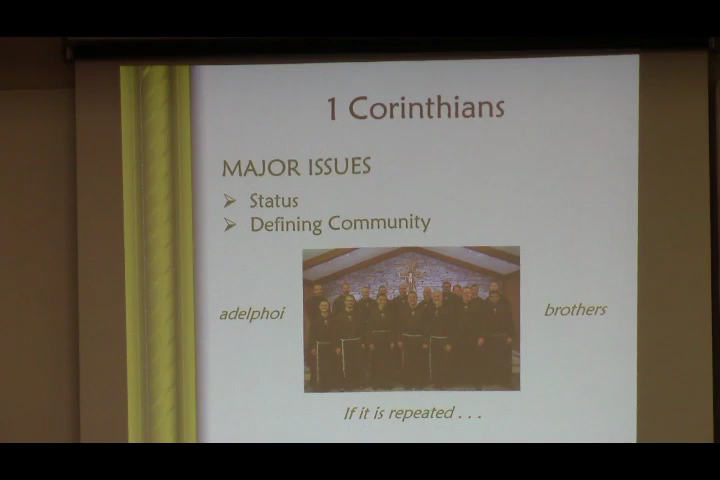 1 Corinthians
MAJOR ISSUES
➢ Status
➢ Defining Community
adelphoi
brothers
If it is repeated . . .